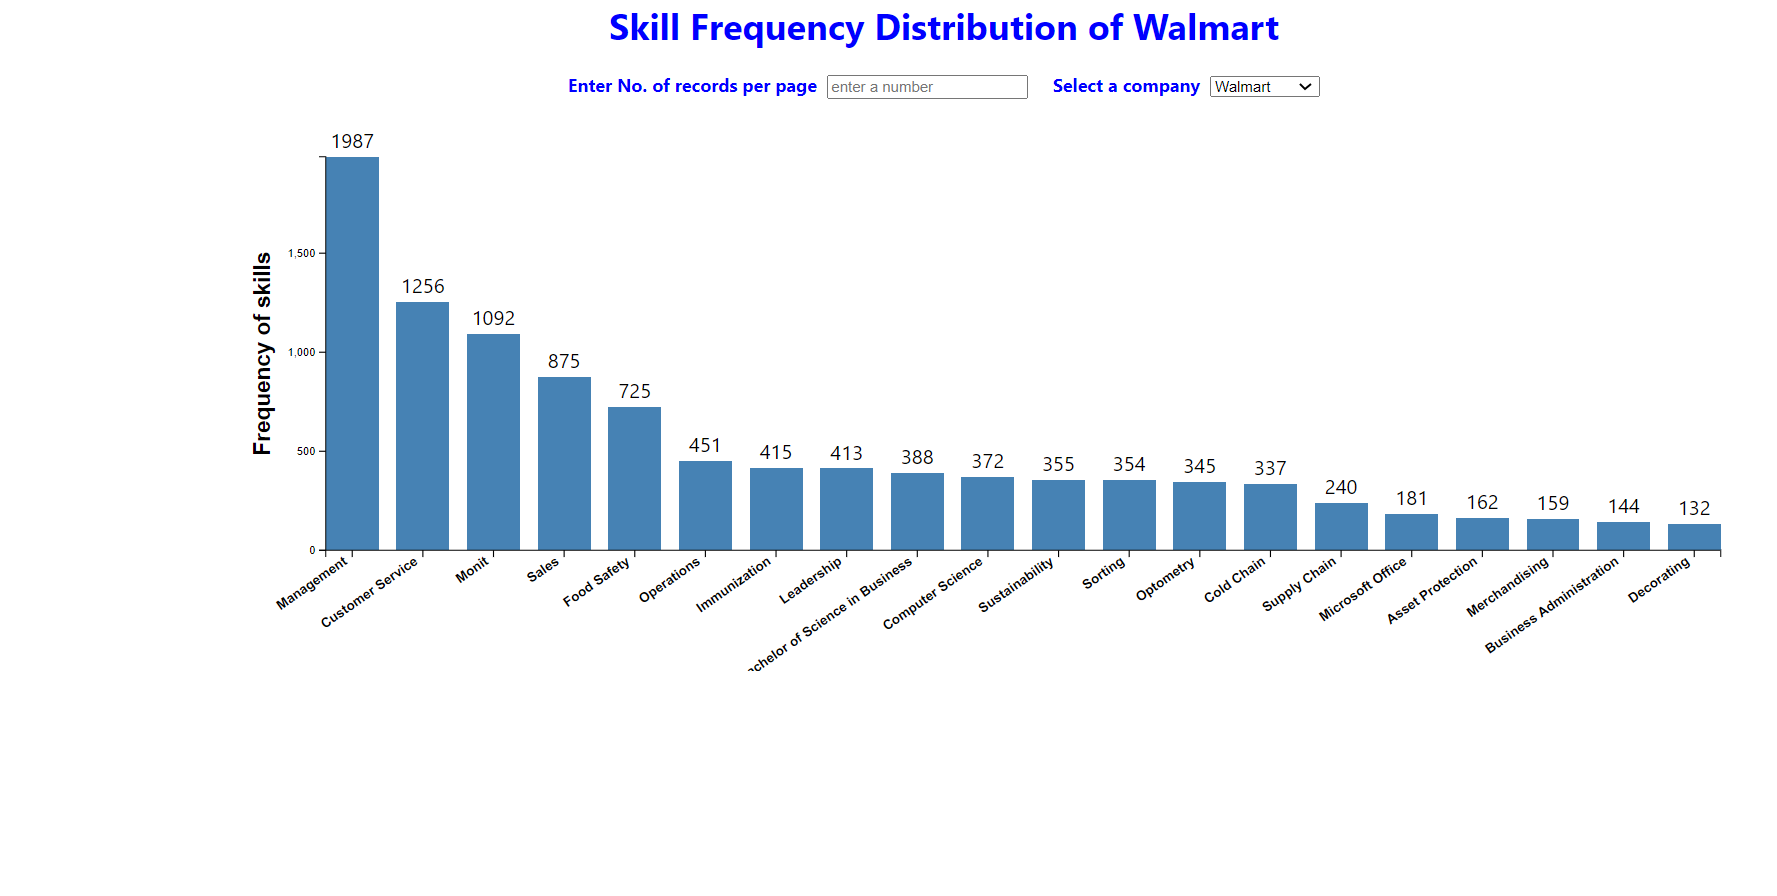 Skill Frequency Distribution of Walmart
Enter No. of records per page enter a number Select a company Walmart
1987
1256
1092
875
725
451
415
413
388
372
355
354
345
337
240
181
162
159
144
132
Frequency of skills
1,500
1,000
500
0
Management
Customer Service
Monit
Sales
Food Safety
Operations
Immunization
Leadership
chelor of Science in Business
Computer Science
Sustainability
Sorting
Optometry
Cold Chain
Supply Chain
Microsoft Office
Asset Protection
Merchandising
Business Administration
Decorating